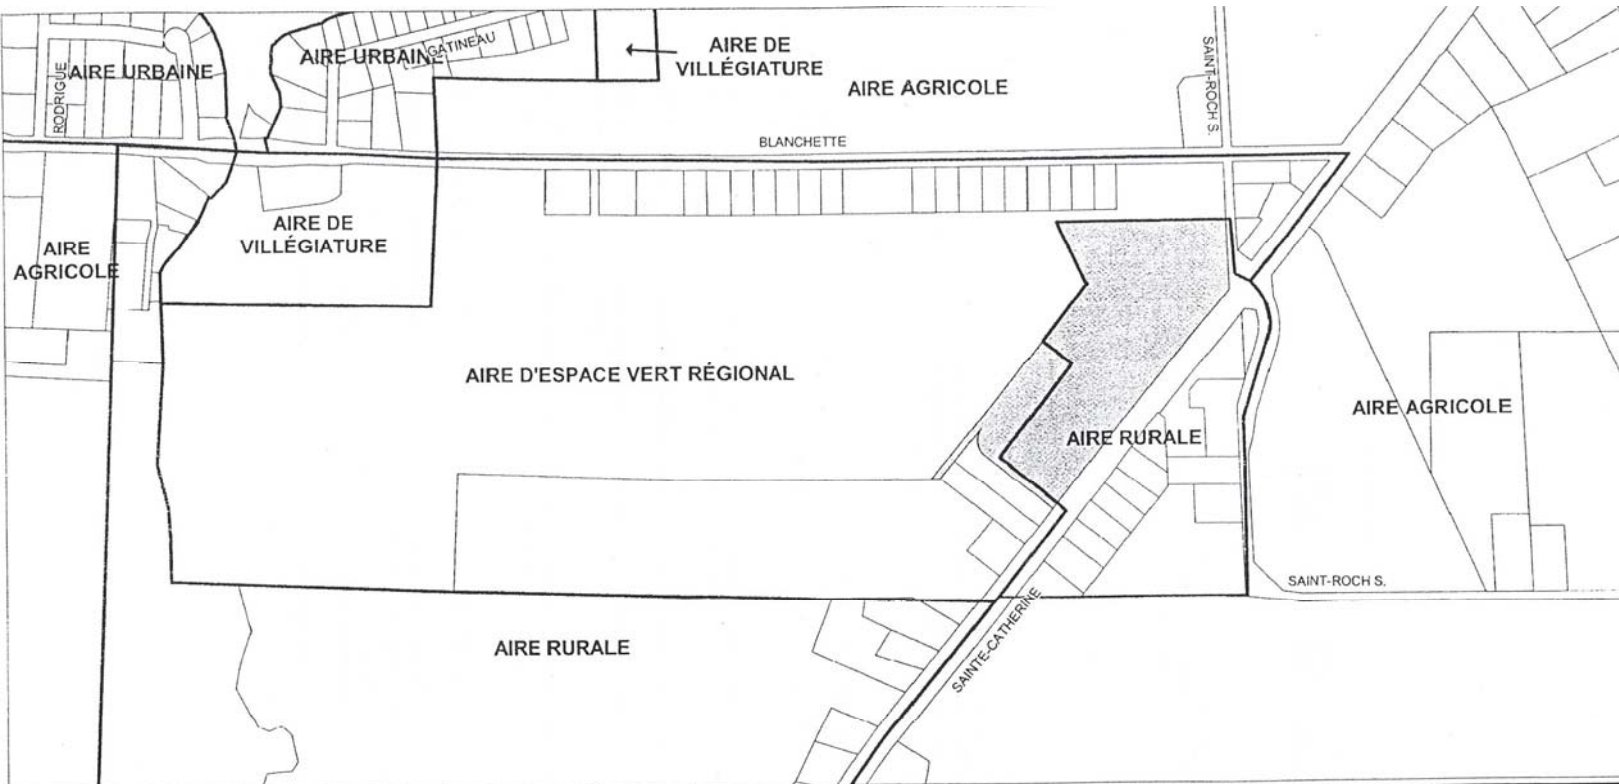 AIRE URBAINE
RODRIGUE
AIRE URBAINE
GATINEAU
AIRE DE
VILLÉGIATURE
AIRE AGRICOLE
SAINT-ROCH S.
BLANCHETTE
AIRE
AGRICOLE
AIRE DE
VILLÉGIATURE
AIRE D'ESPACE VERT RÉGIONAL
AIRE RURALE
AIRE AGRICOLE
SAINT-ROCH S.
SAINTE-CATHERINE
AIRE RURALE